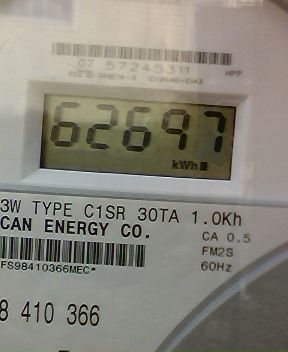 07 57245311 HPP
62697
kWh
3W TYPE C1SR 30TA 1.0Kh
CAN ENERGY CO. CA 0.5
FM2S
FS98410366MEC* 60Hz
8 410 366